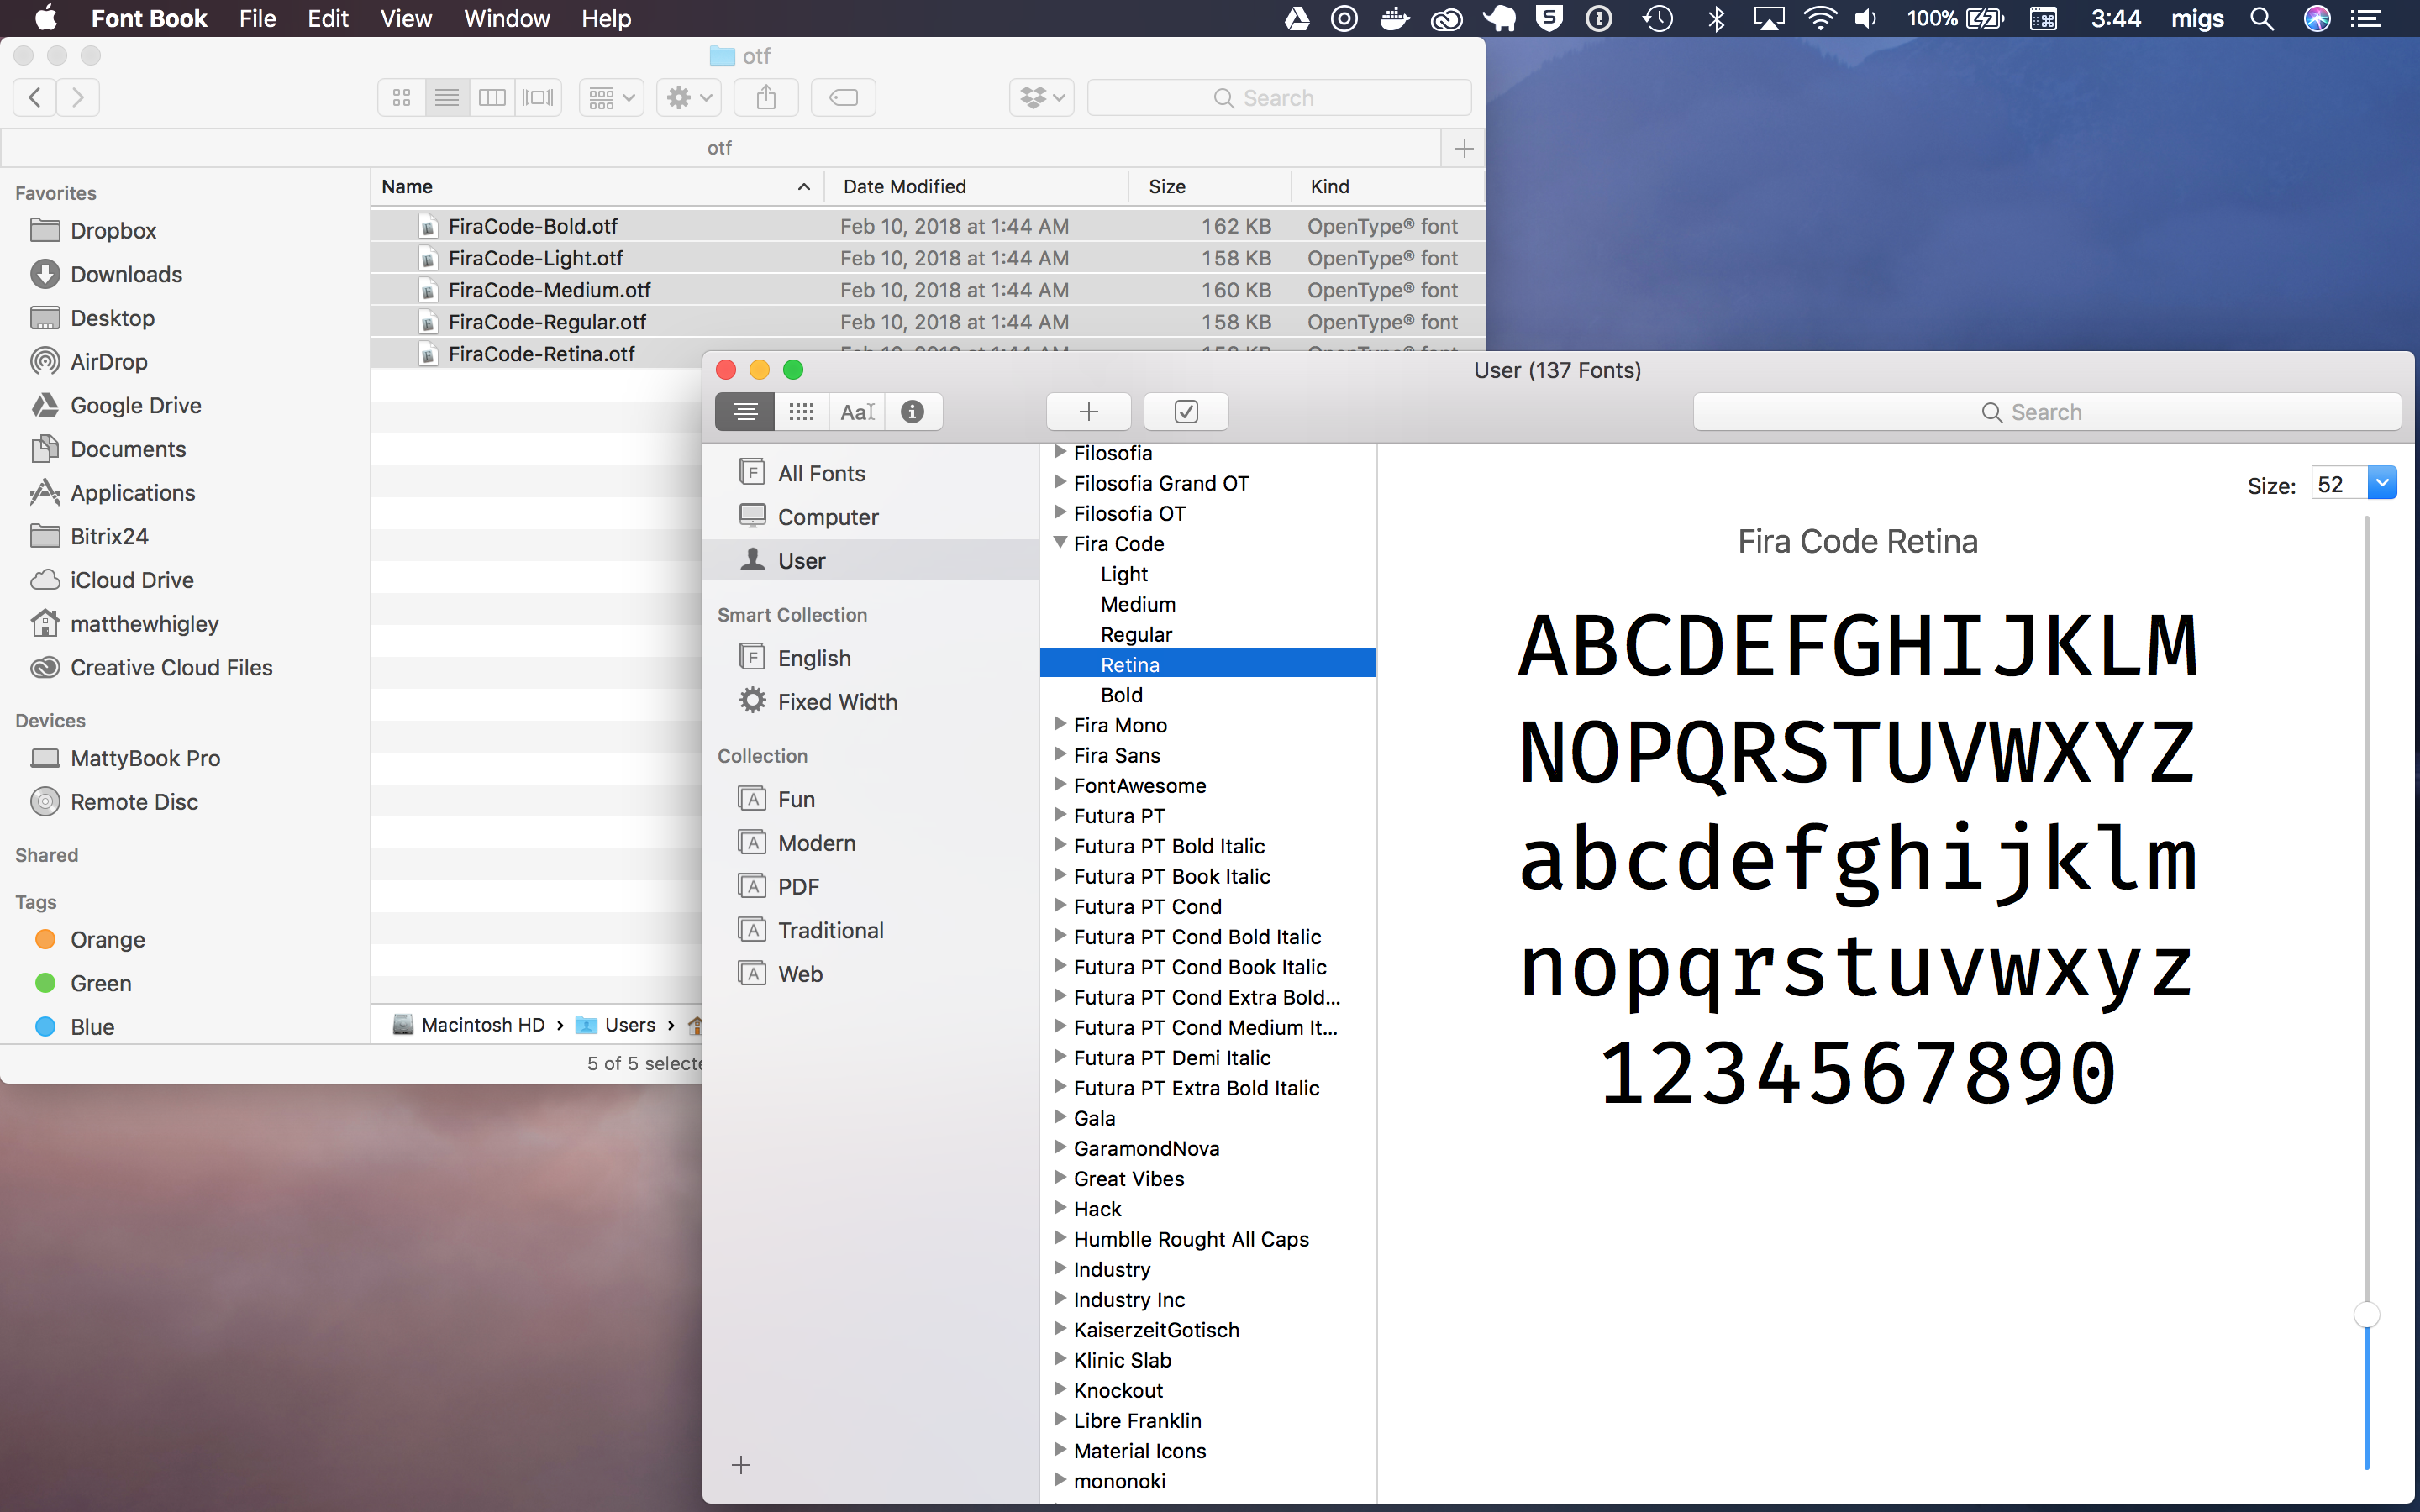 Font Book File Edit View Window Help 100% 3:44 migs
otf
Search
otf
Favorites
Dropbox
Downloads
Desktop
AirDrop
Google Drive
Documents
Applications
Bitrix24
iCloud Drive
matthewhigley
Creative Cloud Files
Devices
MattyBook Pro
Remote Disc
Shared
Tags
Orange
Green
Blue
Name Date Modified Size Kind
FiraCode-Bold.otf Feb 10, 2018 at 1:44 AM 162 KB OpenType® font
FiraCode-Light.otf Feb 10, 2018 at 1:44 AM 158 KB OpenType® font
FiraCode-Medium.otf Feb 10, 2018 at 1:44 AM 160 KB OpenType® font
FiraCode-Regular.otf Feb 10, 2018 at 1:44 AM 158 KB OpenType® font
FiraCode-Retina.otf
Macintosh HD › Users ›
5 of 5 selecte
User (137 Fonts)
Search
All Fonts
Computer
User
Smart Collection
English
Fixed Width
Collection
Fun
Modern
PDF
Traditional
Web
Filosofia
Filosofia Grand OT
Filosofia OT
Fira Code
Light
Medium
Regular
Retina
Bold
Fira Mono
Fira Sans
FontAwesome
Futura PT
Futura PT Bold Italic
Futura PT Book Italic
Futura PT Cond
Futura PT Cond Bold Italic
Futura PT Cond Book Italic
Futura PT Cond Extra Bold...
Futura PT Cond Medium It...
Futura PT Demi Italic
Futura PT Extra Bold Italic
Gala
GaramondNova
Great Vibes
Hack
Humblle Rought All Caps
Industry
Industry Inc
KaiserzeitGotisch
Klinic Slab
Knockout
Libre Franklin
Material Icons
mononoki
Size: 52
Fira Code Retina
ABCDEFGHIJKLM
NOPQRSTUVWXYZ
abcdefghijklm
nopqrstuvwxyz
1234567890